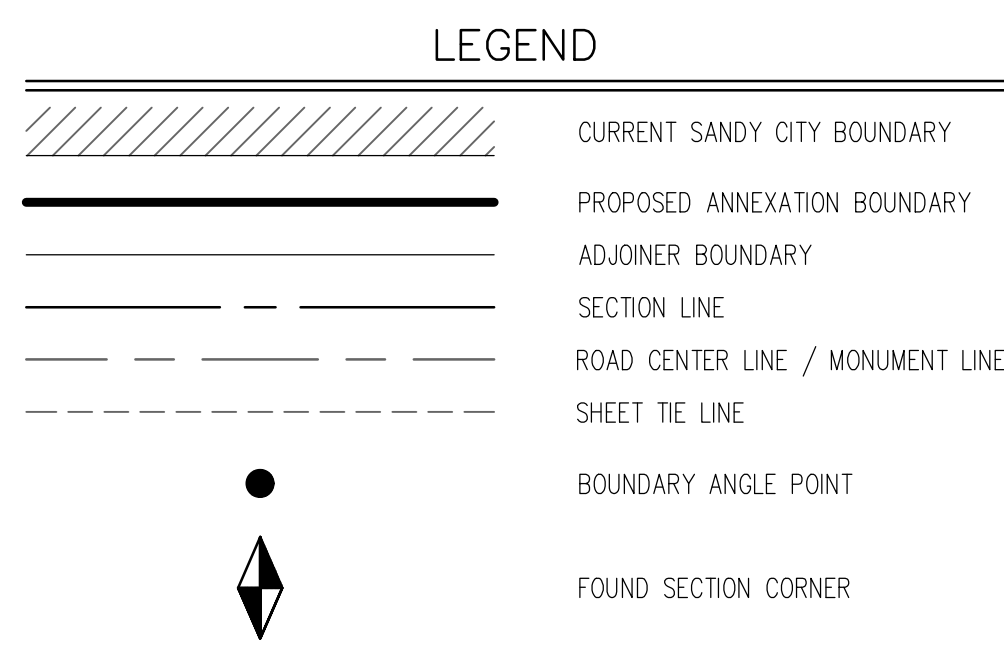 LEGEND
CURRENT SANDY CITY BOUNDARY
PROPOSED ANNEXATION BOUNDARY
ADJOINER BOUNDARY
SECTION LINE
ROAD CENTER LINE / MONUMENT LINE
SHEET TIE LINE
BOUNDARY ANGLE POINT
FOUND SECTION CORNER